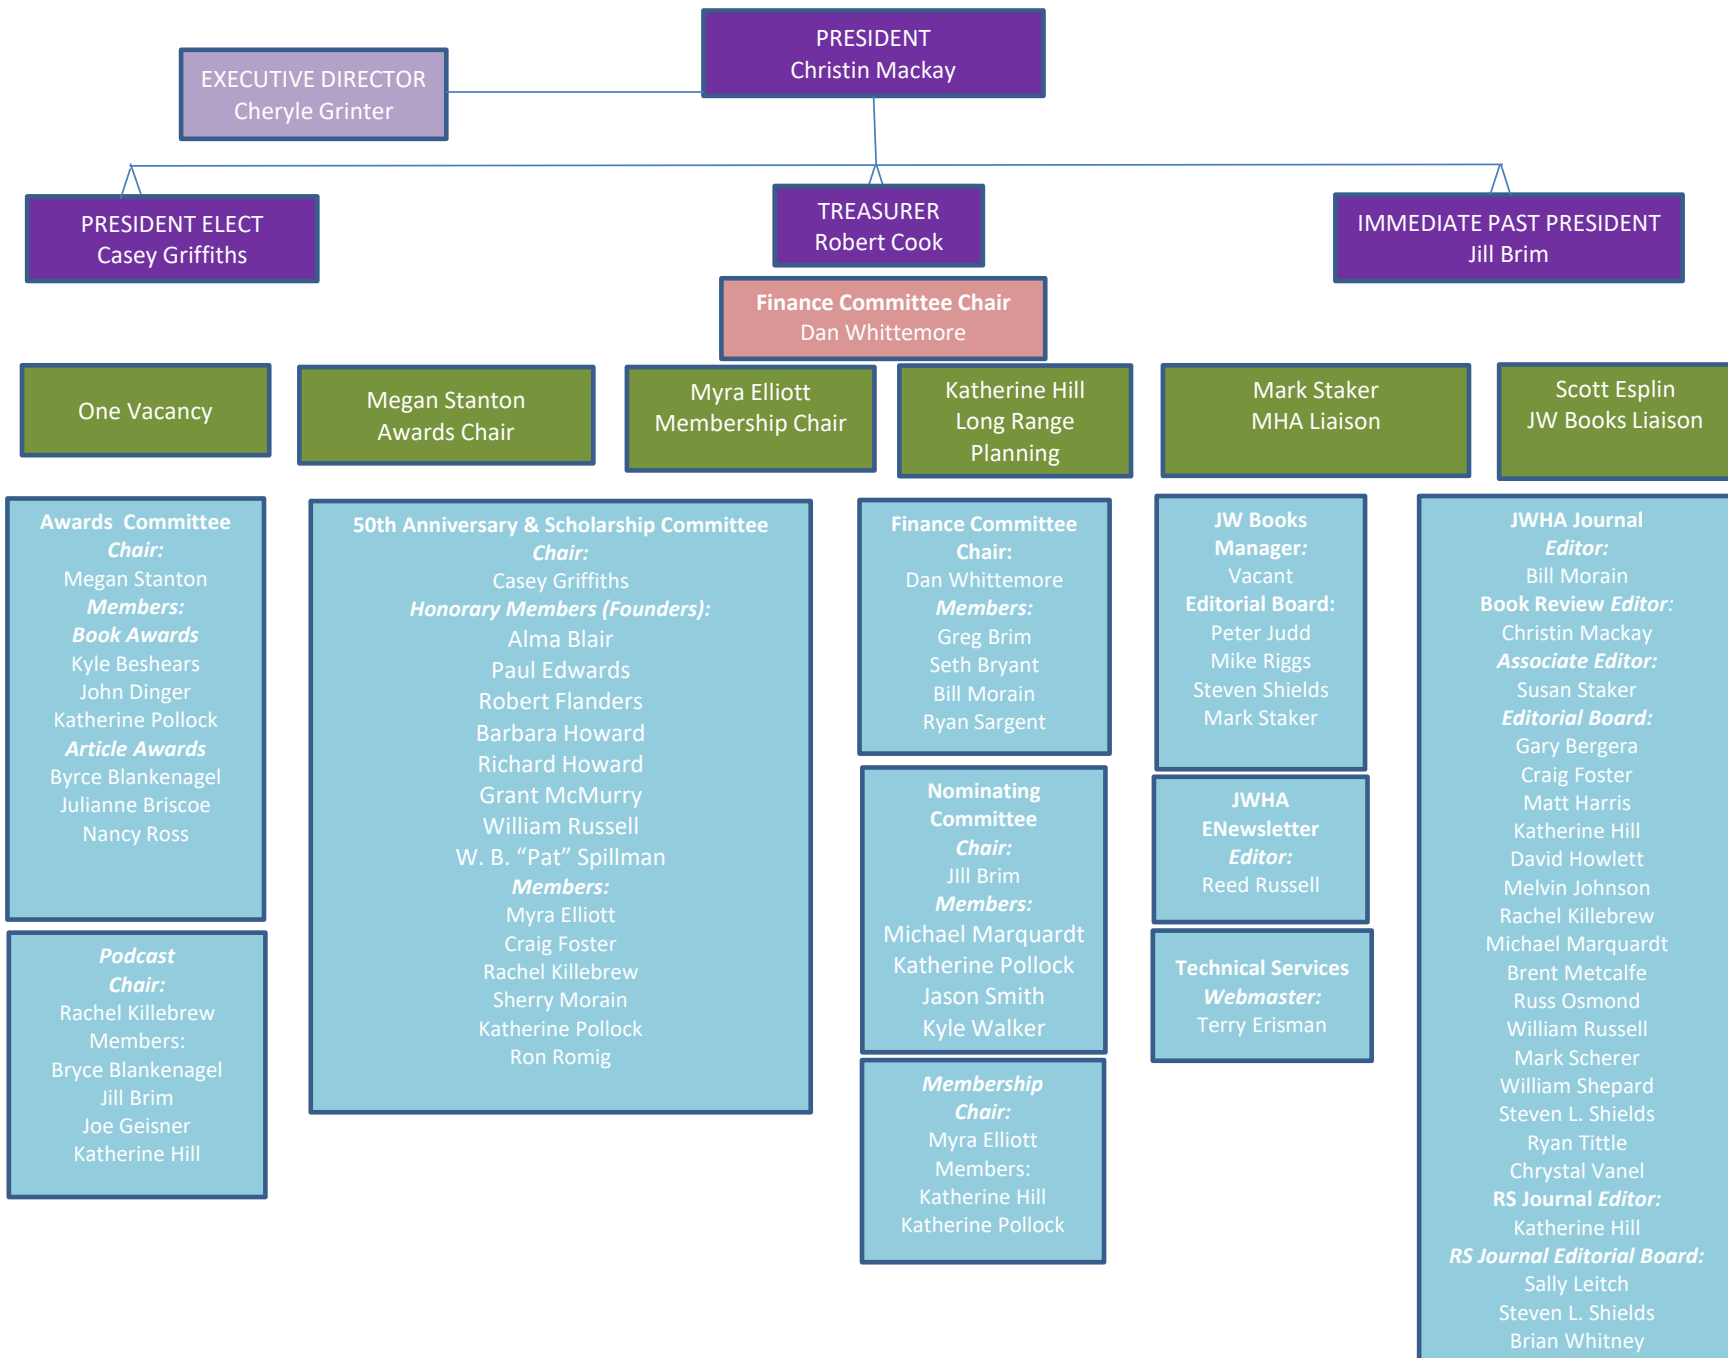 PRESIDENT
Christin Mackay
EXECUTIVE DIRECTOR
Cheryle Grinter
PRESIDENT ELECT
Casey Griffiths
TREASURER
Robert Cook
IMMEDIATE PAST PRESIDENT
Jill Brim
Finance Committee Chair
Dan Whittemore
One Vacancy
Megan Stanton
Awards Chair
Myra Elliott
Membership Chair
Katherine Hill
Long Range
Planning
Mark Staker
MHA Liaison
Scott Esplin
JW Books Liaison
Awards  Committee
Chair:
Megan Stanton
Members:
Book Awards
Kyle Beshears
John Dinger
Katherine Pollock
Article Awards
Byrce Blankenagel
Julianne Briscoe
Nancy Ross
Podcast
Chair:
Rachel Killebrew
Members:
Bryce Blankenagel
Jill Brim
Joe Geisner
Katherine Hill
50th Anniversary & Scholarship Committee
Chair:
Casey Griffiths
Honorary Members (Founders):
Alma Blair
Paul Edwards
Robert Flanders
Barbara Howard
Richard Howard
Grant McMurry
William Russell
W. B. “Pat” Spillman
Members:
Myra Elliott
Craig Foster
Rachel Killebrew
Sherry Morain
Katherine Pollock
Ron Romig
Finance Committee
Chair:
Dan Whittemore
Members:
Greg Brim
Seth Bryant
Bill Morain
Ryan Sargent
Nominating
Committee
Chair:
JIll Brim
Members:
Michael Marquardt
Katherine Pollock
Jason Smith
Kyle Walker
Membership
Chair:
Myra Elliott
Members:
Katherine Hill
Katherine Pollock
JW Books
Manager:
Vacant
Editorial Board:
Peter Judd
Mike Riggs
Steven Shields
Mark Staker
JWHA
ENewsletter
Editor:
Reed Russell
Technical Services
Webmaster:
Terry Erisman
JWHA Journal
Editor:
Bill Morain
Book Review Editor:
Christin Mackay
Associate Editor:
Susan Staker
Editorial Board:
Gary Bergera
Craig Foster
Matt Harris
Katherine Hill
David Howlett
Melvin Johnson
Rachel Killebrew
Michael Marquardt
Brent Metcalfe
Russ Osmond
William Russell
Mark Scherer
William Shepard
Steven L. Shields
Ryan Tittle
Chrystal Vanel
RS Journal Editor:
Katherine Hill
RS Journal Editorial Board:
Sally Leitch
Steven L. Shields
Brian Whitney